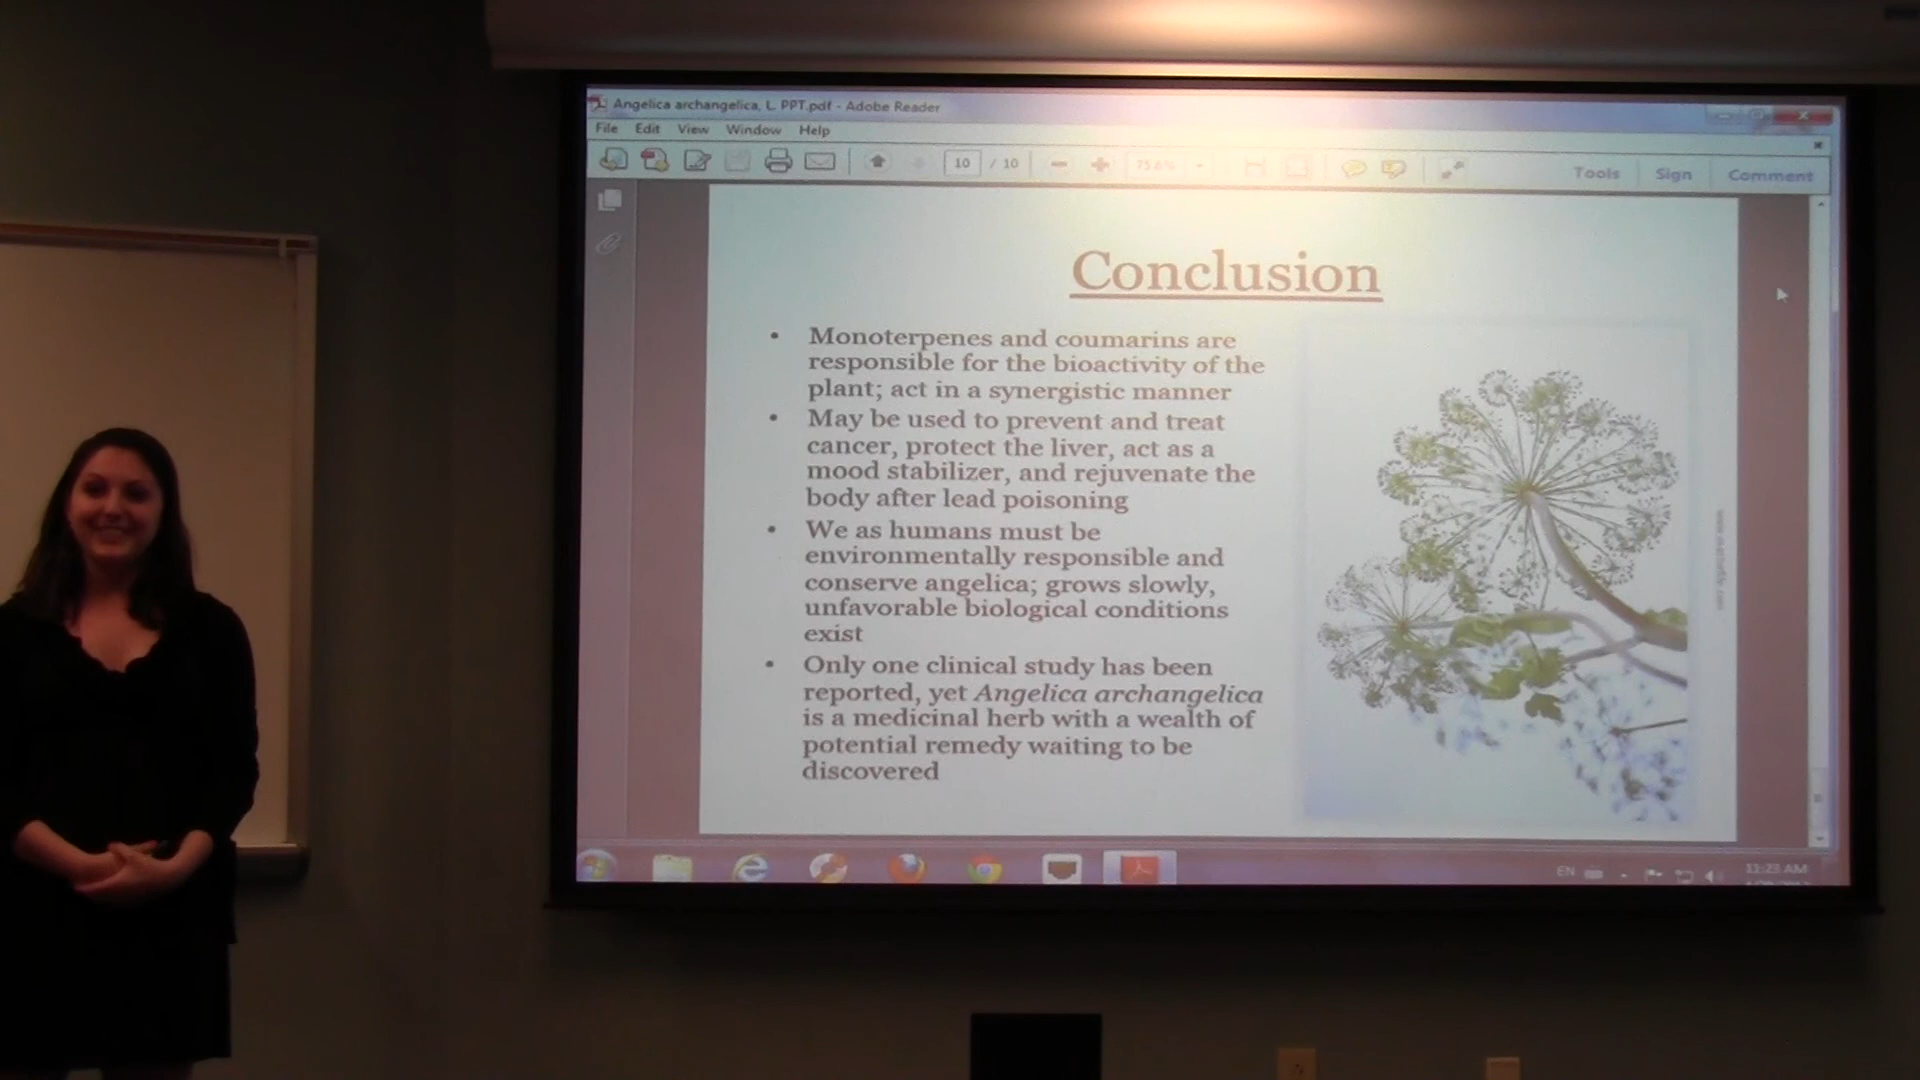 Angelica archangelica, L. PPT.pdf - Adobe Reader
File Edit View Window Help
10 / 10
75.6%
Tools Sign Comment
Conclusion
• Monoterpenes and coumarins are
responsible for the bioactivity of the
plant; act in a synergistic manner
• May be used to prevent and treat
cancer, protect the liver, act as a
mood stabilizer, and rejuvenate the
body after lead poisoning
• We as humans must be
environmentally responsible and
conserve angelica; grows slowly,
unfavorable biological conditions
exist
• Only one clinical study has been
reported, yet Angelica archangelica
is a medicinal herb with a wealth of
potential remedy waiting to be
discovered
EN
11:23 AM